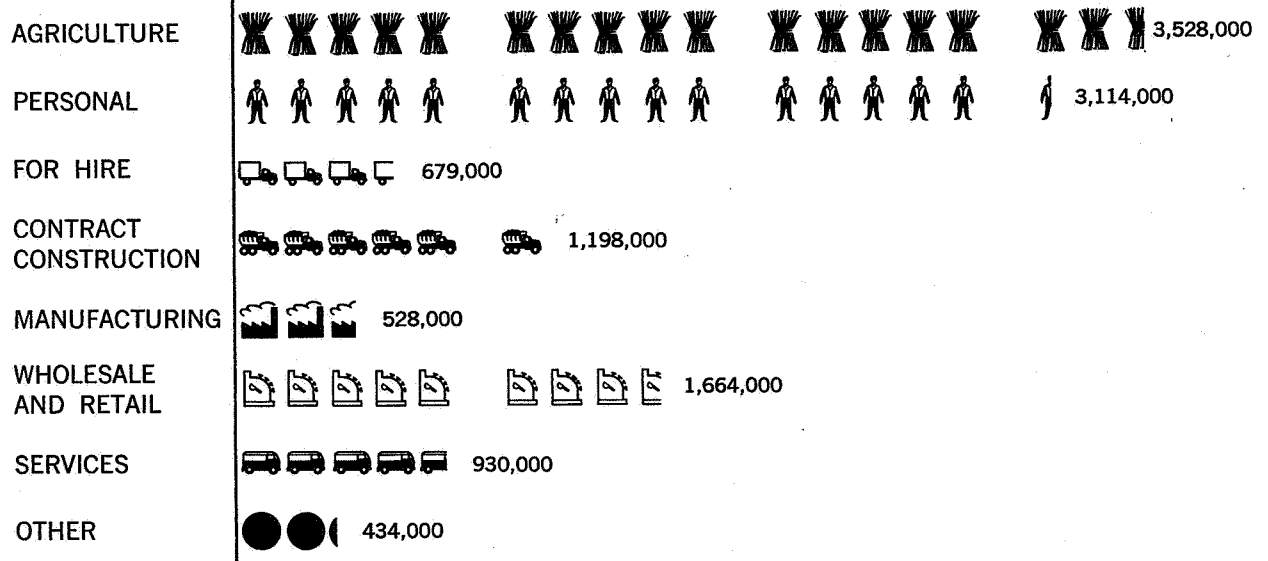 AGRICULTURE 3,528,000
PERSONAL 3,114,000
FOR HIRE 679,000
CONTRACT
CONSTRUCTION 1,198,000
MANUFACTURING 528,000
WHOLESALE
AND RETAIL 1,664,000
SERVICES 930,000
OTHER 434,000